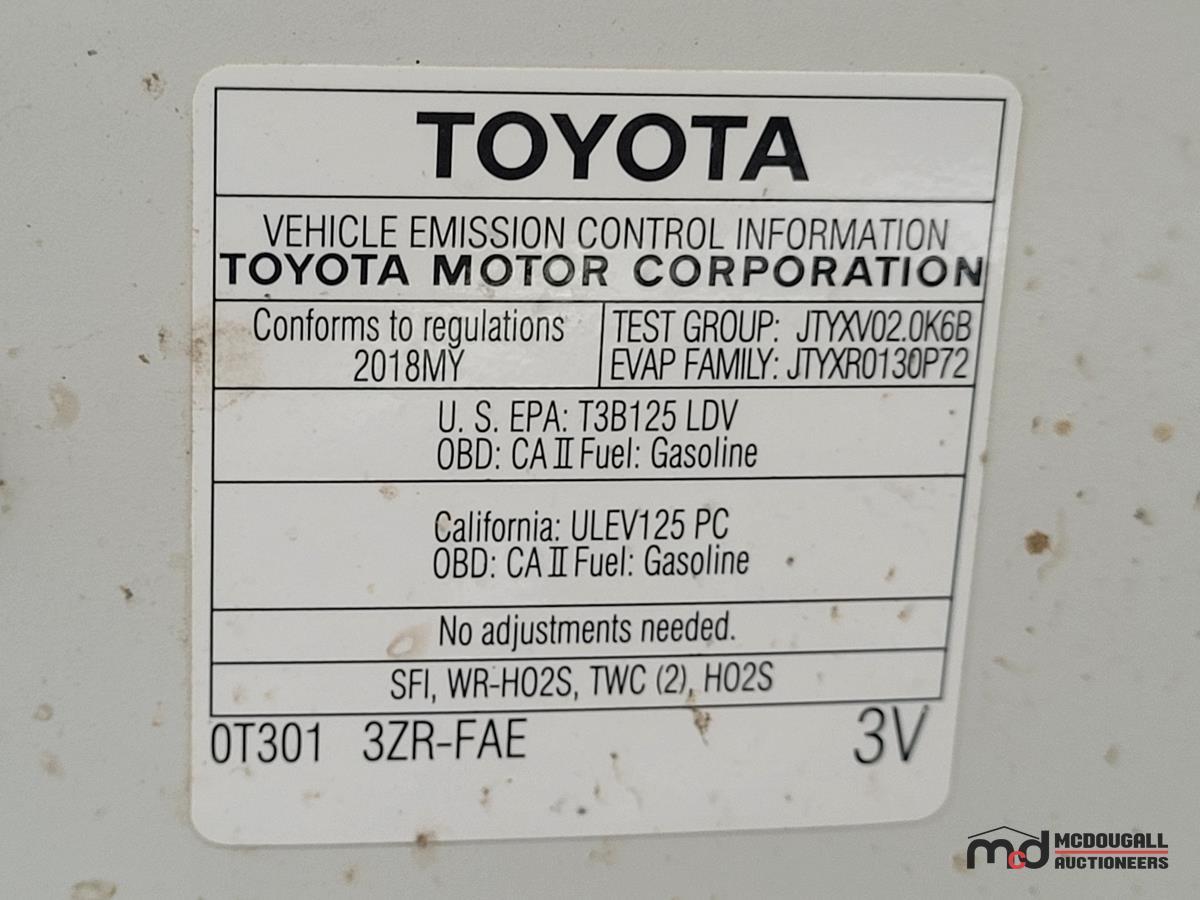 TOYOTA
VEHICLE EMISSION CONTROL INFORMATION
TOYOTA MOTOR CORPORATION
Conforms to regulations
2018MY
TEST GROUP: JTYXV02.0K6B
EVAP FAMILY: JTYXR0130P72
U. S. EPA: T3B125 LDV
OBD: CA II Fuel: Gasoline
California: ULEV125 PC
OBD: CA II Fuel: Gasoline
No adjustments needed.
SFI, WR-HO2S, TWC (2), HO2S
0T301 3ZR-FAE 3V
mcd MCDOUGALL
AUCTIONEERS